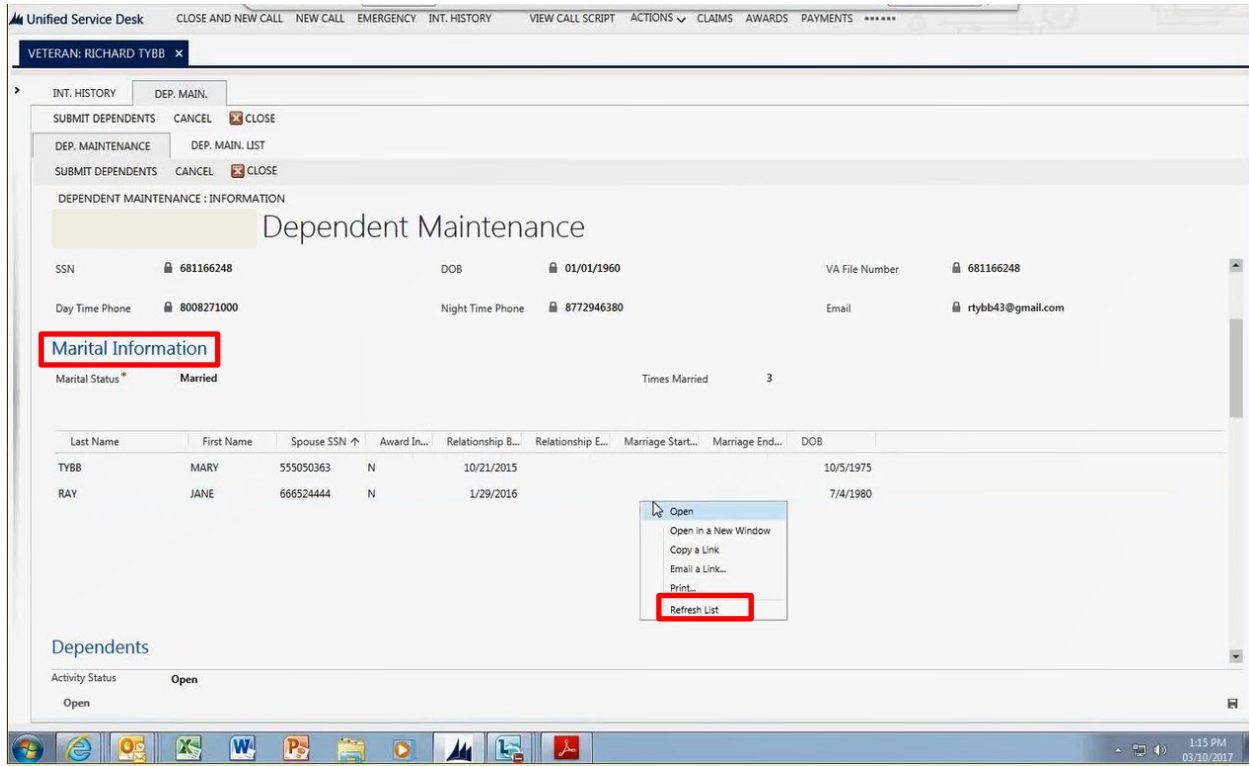 Unified Service Desk CLOSE AND NEW CALL NEW CALL EMERGENCY INT. HISTORY VIEW CALL SCRIPT ACTIONS CLAIMS AWARDS PAYMENTS
VETERAN: RICHARD TYBB ×
INT. HISTORY DEP. MAIN.
SUBMIT DEPENDENTS CANCEL CLOSE
DEP. MAINTENANCE DEP. MAIN. LIST
SUBMIT DEPENDENTS CANCEL CLOSE
DEPENDENT MAINTENANCE : INFORMATION
Dependent Maintenance
SSN 681166248 DOB 01/01/1960 VA File Number 681166248
Day Time Phone 8008271000 Night Time Phone 8772946380 Email rtybb43@gmail.com
Marital Information
Marital Status* Married Times Married 3
Last Name First Name Spouse SSN ↑ Award In... Relationship B... Relationship E... Marriage Start... Marriage End... DOB
TYBB MARY 555050363 N 10/21/2015 10/5/1975
RAY JANE 666524444 N 1/29/2016 7/4/1980
Open
Open in a New Window
Copy a Link
Email a Link...
Print...
Refresh List
Dependents
Activity Status Open
Open
1:15 PM
03/10/2017